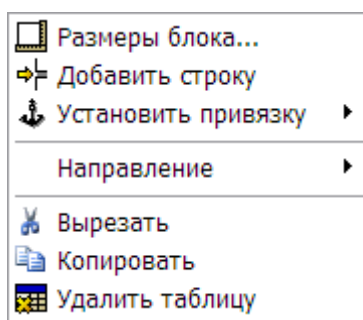 Размеры блока...
Добавить строку
Установить привязку
Направление
Вырезать
Копировать
Удалить таблицу